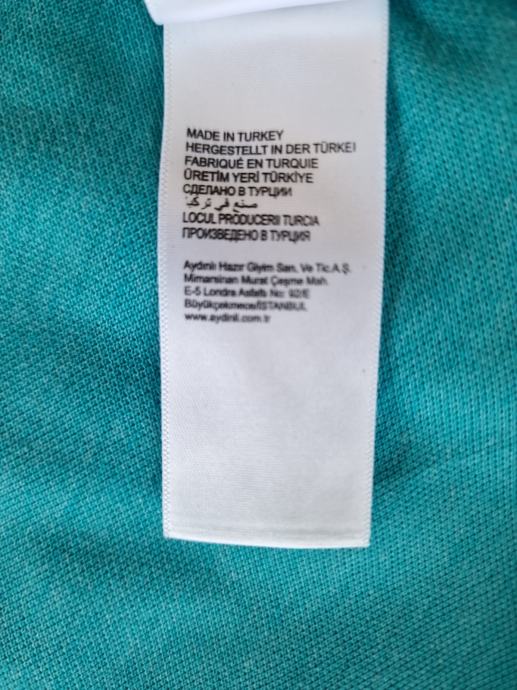 MADE IN TURKEY
HERGESTELLT IN DER TÜRKEI
FABRIQUÉ EN TURQUIE
ÜRETİM YERİ TÜRKİYE
СДЕЛАНО В ТУРЦИИ
صنع في تركيا
LOCUL PRODUCERII TURCIA
ПРОИЗВЕДЕНО В ТУРЦИЯ
Aydınlı Hazır Giyim San. Ve Tic.A.Ş.
Mimarsinan Murat Çeşme Mah.
E-5 Londra Asfaltı No: 92/E
Büyükçekmece/İSTANBUL
www.aydinli.com.tr